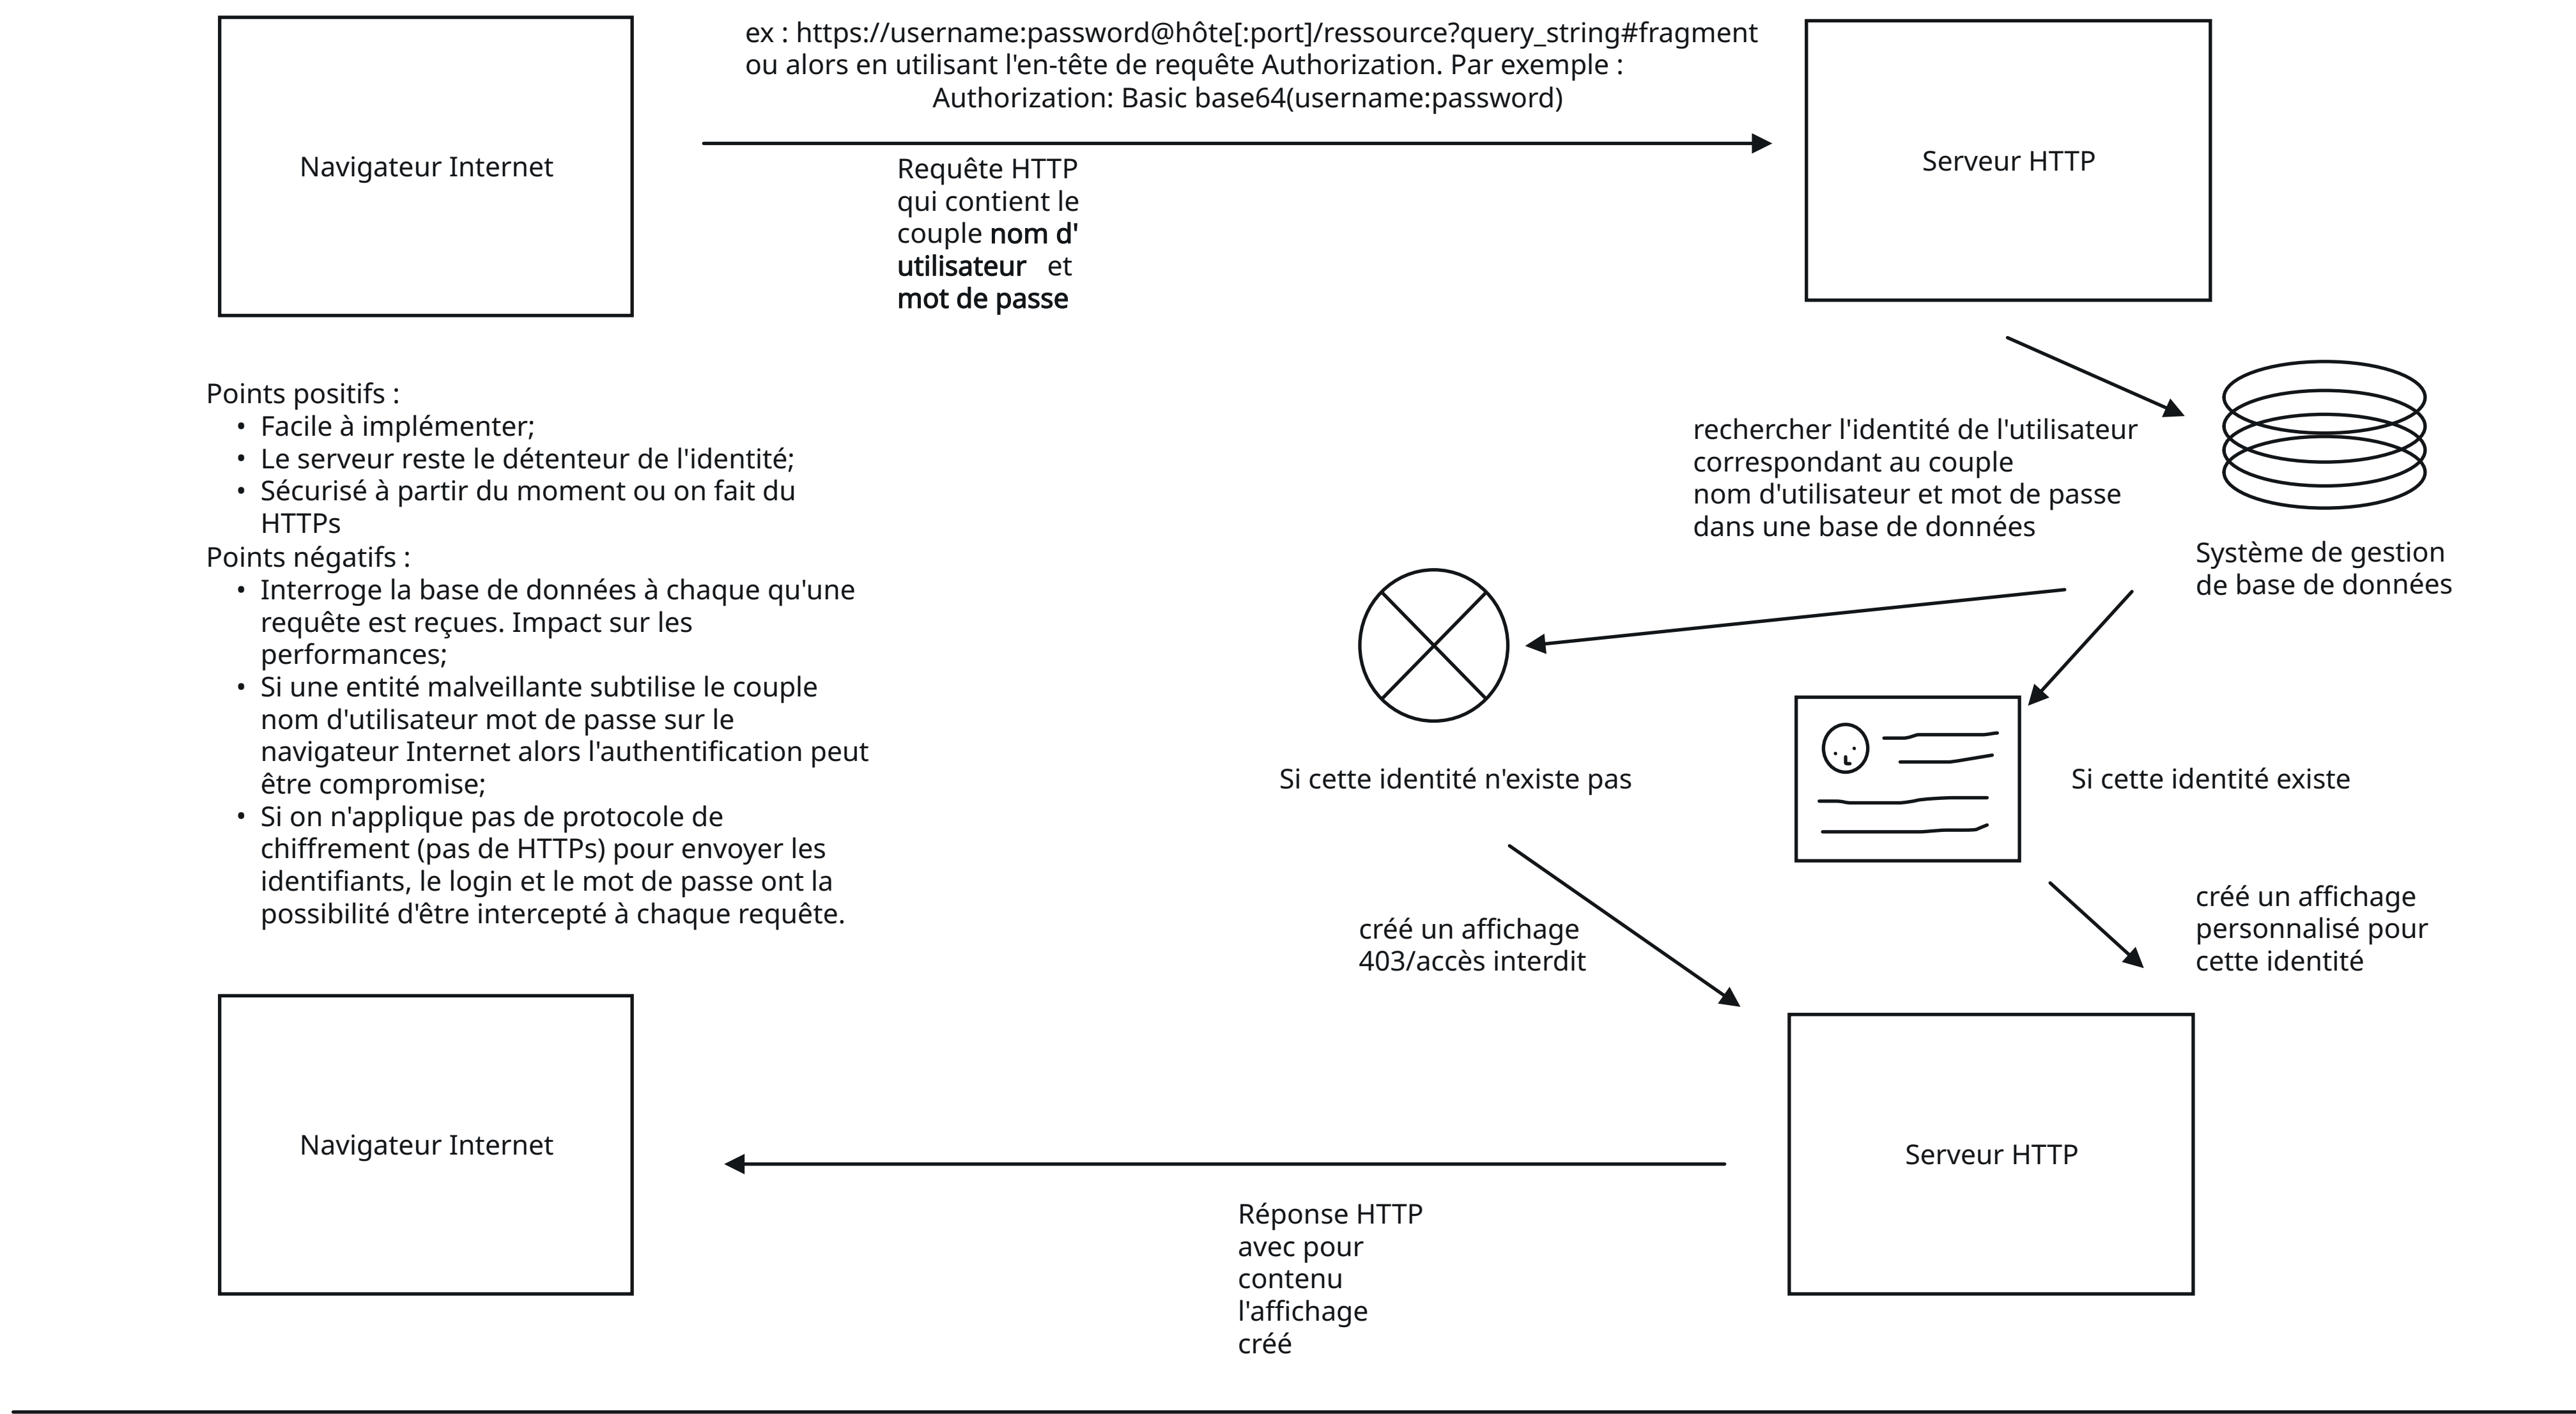 Navigateur Internet
ex : https://username:password@hôte[:port]/ressource?query_string#fragment
ou alors en utilisant l'en-tête de requête Authorization. Par exemple :
Authorization: Basic base64(username:password)
Serveur HTTP
Requête HTTP
qui contient le
couple nom d'
utilisateur et
mot de passe
Points positifs :
• Facile à implémenter;
• Le serveur reste le détenteur de l'identité;
• Sécurisé à partir du moment ou on fait du
HTTPs
Points négatifs :
• Interroge la base de données à chaque qu'une
requête est reçues. Impact sur les
performances;
• Si une entité malveillante subtilise le couple
nom d'utilisateur mot de passe sur le
navigateur Internet alors l'authentification peut
être compromise;
• Si on n'applique pas de protocole de
chiffrement (pas de HTTPs) pour envoyer les
identifiants, le login et le mot de passe ont la
possibilité d'être intercepté à chaque requête.
rechercher l'identité de l'utilisateur
correspondant au couple
nom d'utilisateur et mot de passe
dans une base de données
Système de gestion
de base de données
Si cette identité n'existe pas
Si cette identité existe
créé un affichage
403/accès interdit
créé un affichage
personnalisé pour
cette identité
Navigateur Internet
Serveur HTTP
Réponse HTTP
avec pour
contenu
l'affichage
créé